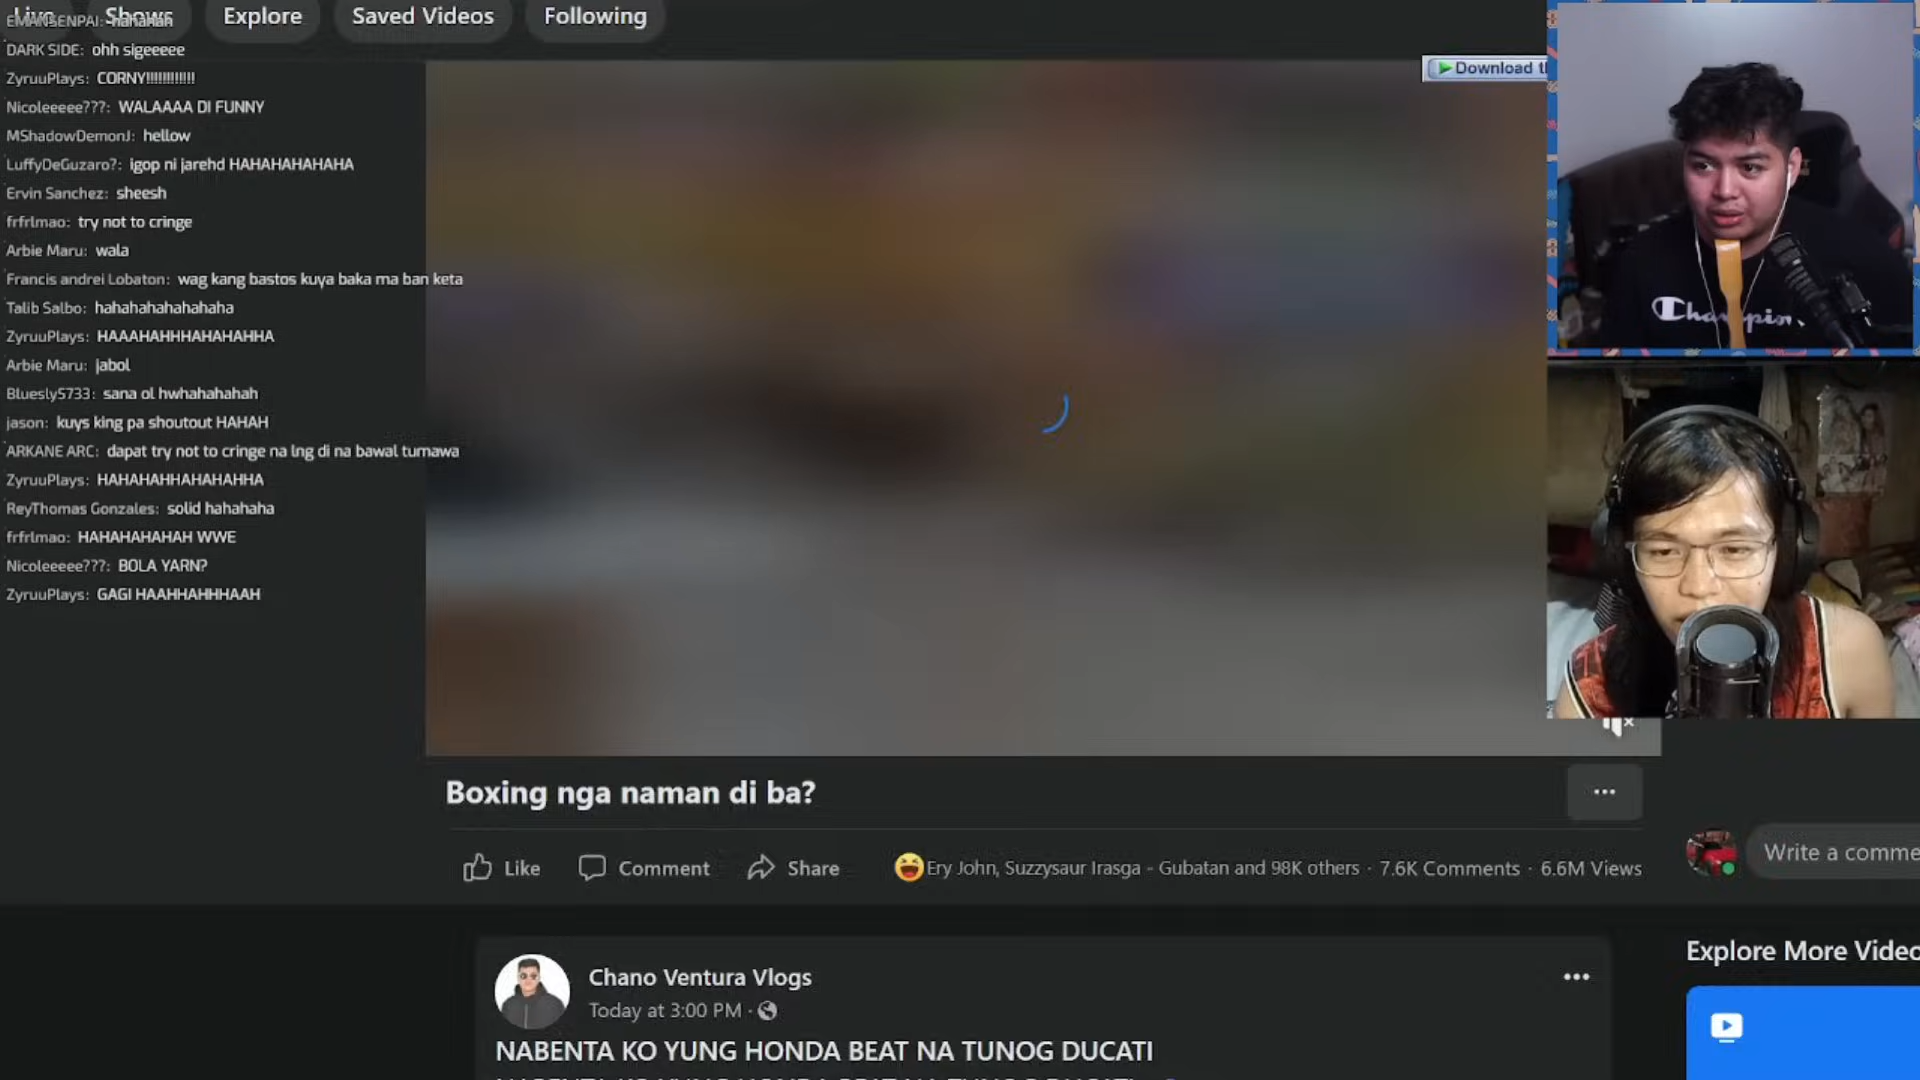 Live Shows Explore Saved Videos Following
EMANSENPAI: hahahah
DARK SIDE: ohh sigeeeee
ZyruuPlays: CORNY!!!!!!!!!!!!
Nicoleeeee???: WALAAAA DI FUNNY
MShadowDemonJ: hellow
LuffyDeGuzaro?: igop ni jarehd HAHAHAHAHAHA
Ervin Sanchez: sheesh
frfrlmao: try not to cringe
Arbie Maru: wala
Francis andrei Lobaton: wag kang bastos kuya baka ma ban keta
Talib Salbo: hahahahahahahaha
ZyruuPlays: HAAAHAHHHAHAHAHHA
Arbie Maru: jabol
Bluesly5733: sana ol hwhahahahah
jason: kuys king pa shoutout HAHAH
ARKANE ARC: dapat try not to cringe na lng di na bawal tumawa
ZyruuPlays: HAHAHAHHAHAHAHHA
ReyThomas Gonzales: solid hahahaha
frfrlmao: HAHAHAHAHAH WWE
Nicoleeeee???: BOLA YARN?
ZyruuPlays: GAGI HAAHHAHHHAAH
Download
Champion
Boxing nga naman di ba?
...
Like Comment Share Ery John, Suzzysaur Irasga - Gubatan and 98K others · 7.6K Comments · 6.6M Views
Write a comme
Chano Ventura Vlogs
Today at 3:00 PM ·
NABENTA KO YUNG HONDA BEAT NA TUNOG DUCATI
Explore More Video